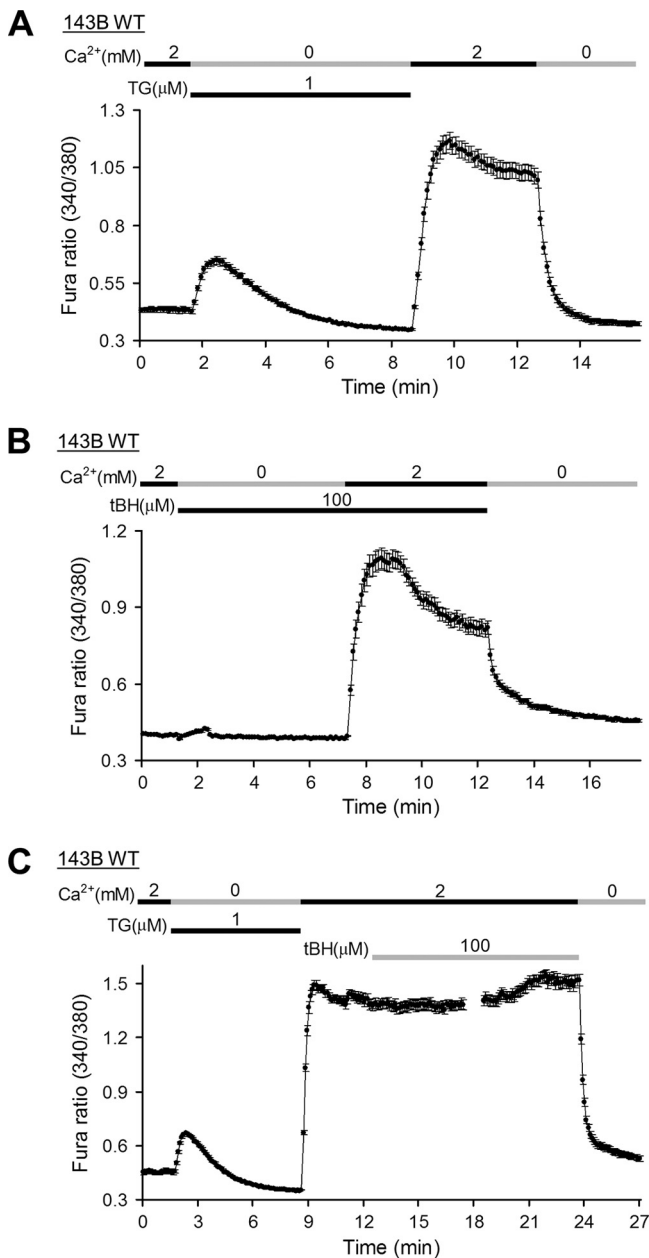 A
143B WT
Ca²⁺(mM) 2 0 2 0
TG(μM) 1
1.3
1.05
0.8
0.55
0.3
Fura ratio (340/380)
0 2 4 6 8 10 12 14
Time (min)
B
143B WT
Ca²⁺(mM) 2 0 2 0
tBH(μM) 100
1.2
0.9
0.6
0.3
Fura ratio (340/380)
0 2 4 6 8 10 12 14 16
Time (min)
C
143B WT
Ca²⁺(mM) 2 0 2 0
TG(μM) 1
tBH(μM) 100
1.5
1.2
0.9
0.6
0.3
Fura ratio (340/380)
0 3 6 9 12 15 18 21 24 27
Time (min)